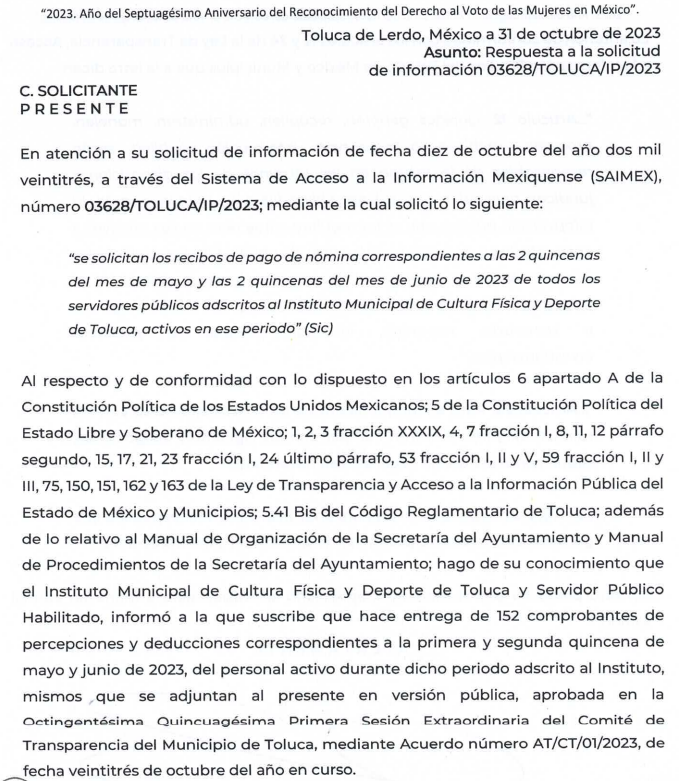 “2023. Año del Septuagésimo Aniversario del Reconocimiento del Derecho al Voto de las Mujeres en México”.
Toluca de Lerdo, México a 31 de octubre de 2023
Asunto: Respuesta a la solicitud
de información 03628/TOLUCA/IP/2023
C. SOLICITANTE
P R E S E N T E
En atención a su solicitud de información de fecha diez de octubre del año dos mil
veintitrés, a través del Sistema de Acceso a la Información Mexiquense (SAIMEX),
número 03628/TOLUCA/IP/2023; mediante la cual solicitó lo siguiente:
“se solicitan los recibos de pago de nómina correspondientes a las 2 quincenas
del mes de mayo y las 2 quincenas del mes de junio de 2023 de todos los
servidores públicos adscritos al Instituto Municipal de Cultura Física y Deporte
de Toluca, activos en ese periodo” (Sic)
Al respecto y de conformidad con lo dispuesto en los artículos 6 apartado A de la
Constitución Política de los Estados Unidos Mexicanos; 5 de la Constitución Política del
Estado Libre y Soberano de México; 1, 2, 3 fracción XXXIX, 4, 7 fracción I, 8, 11, 12 párrafo
segundo, 15, 17, 21, 23 fracción I, 24 último párrafo, 53 fracción I, II y V, 59 fracción I, II y
III, 75, 150, 151, 162 y 163 de la Ley de Transparencia y Acceso a la Información Pública del
Estado de México y Municipios; 5.41 Bis del Código Reglamentario de Toluca; además
de lo relativo al Manual de Organización de la Secretaría del Ayuntamiento y Manual
de Procedimientos de la Secretaría del Ayuntamiento; hago de su conocimiento que
el Instituto Municipal de Cultura Física y Deporte de Toluca y Servidor Público
Habilitado, informó a la que suscribe que hace entrega de 152 comprobantes de
percepciones y deducciones correspondientes a la primera y segunda quincena de
mayo y junio de 2023, del personal activo durante dicho periodo adscrito al Instituto,
mismos que se adjuntan al presente en versión pública, aprobada en la
Octingentésima Quincuagésima Primera Sesión Extraordinaria del Comité de
Transparencia del Municipio de Toluca, mediante Acuerdo número AT/CT/01/2023, de
fecha veintitrés de octubre del año en curso.